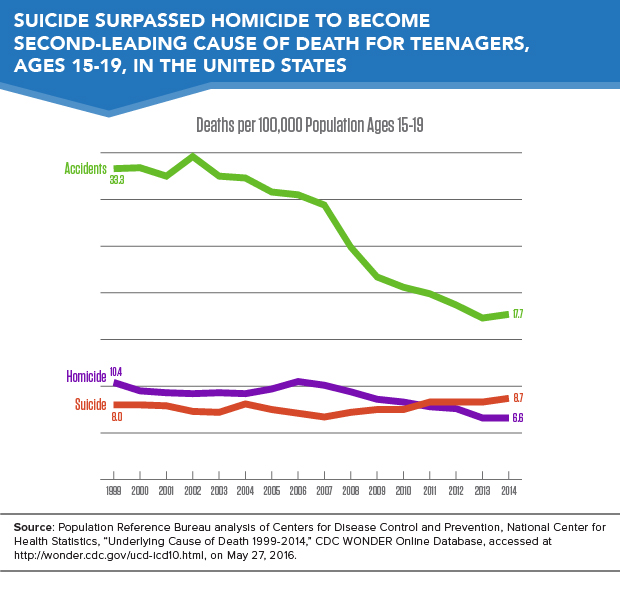 SUICIDE SURPASSED HOMICIDE TO BECOME
SECOND-LEADING CAUSE OF DEATH FOR TEENAGERS,
AGES 15-19, IN THE UNITED STATES
Deaths per 100,000 Population Ages 15-19
Accidents
33.3
17.7
Homicide 10.4
Suicide
8.0
8.7
6.6
1999 2000 2001 2002 2003 2004 2005 2006 2007 2008 2009 2010 2011 2012 2013 2014
Source: Population Reference Bureau analysis of Centers for Disease Control and Prevention, National Center for
Health Statistics, “Underlying Cause of Death 1999-2014,” CDC WONDER Online Database, accessed at
http://wonder.cdc.gov/ucd-icd10.html, on May 27, 2016.